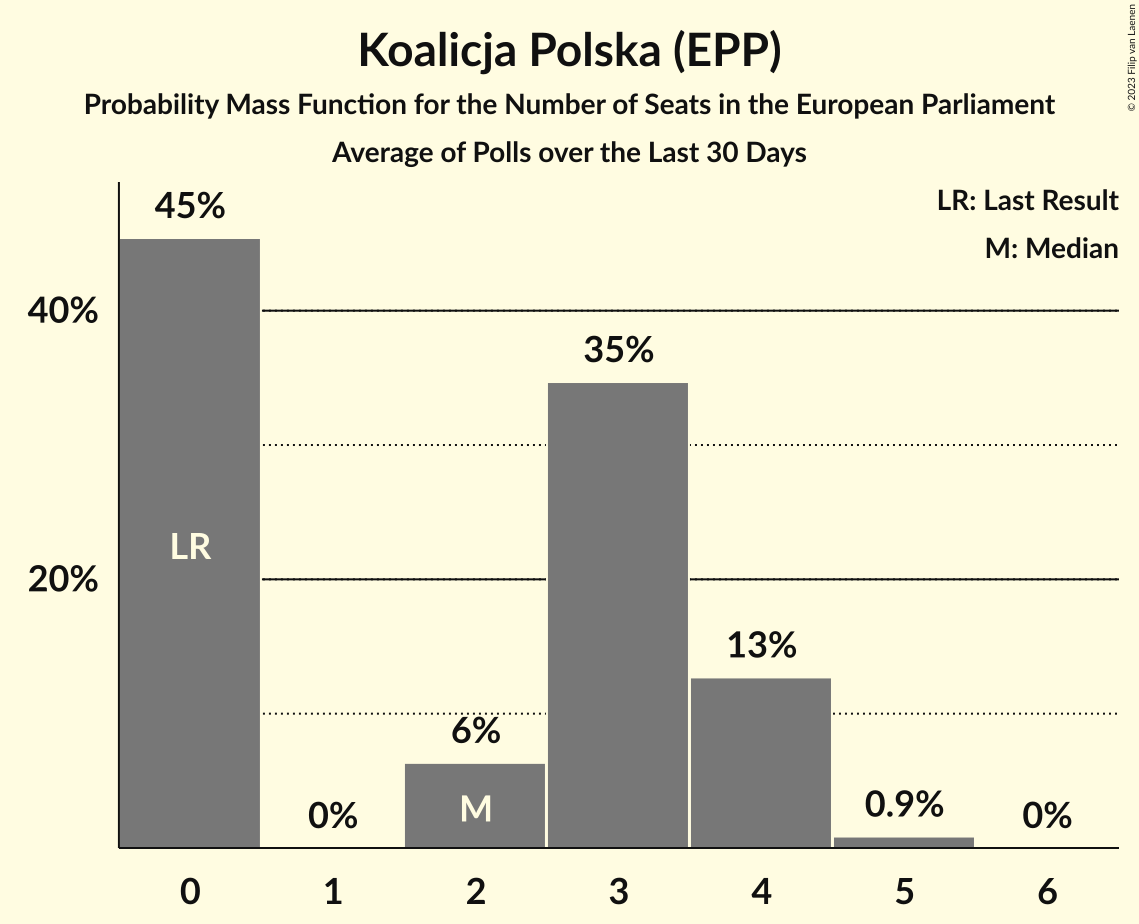 Koalicja Polska (EPP)
Probability Mass Function for the Number of Seats in the European Parliament
Average of Polls over the Last 30 Days
© 2023 Filip van Laenen
LR: Last Result
M: Median
45%
40%
35%
20%
LR
13%
6%
M
0%
0.9%
0%
0 1 2 3 4 5 6